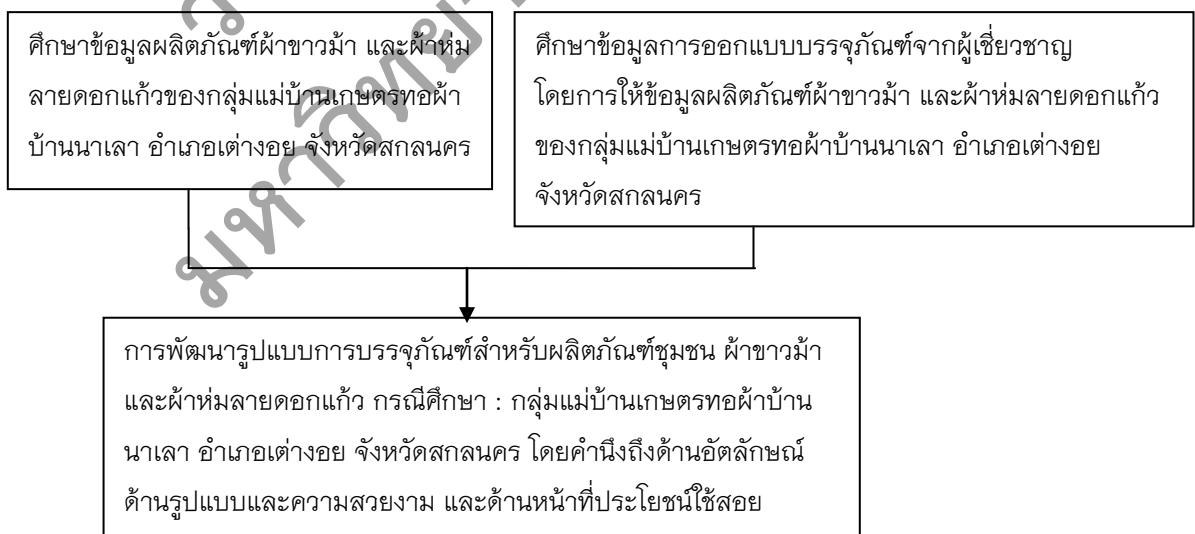 ศึกษาข้อมูลผลิตภัณฑ์ผ้าขาวม้า และผ้าห่ม
ลายดอกแก้วของกลุ่มแม่บ้านเกษตรทอผ้า
บ้านนาเลา อำเภอเต่างอย จังหวัดสกลนคร
ศึกษาข้อมูลการออกแบบบรรจุภัณฑ์จากผู้เชี่ยวชาญ
โดยการให้ข้อมูลผลิตภัณฑ์ผ้าขาวม้า และผ้าห่มลายดอกแก้ว
ของกลุ่มแม่บ้านเกษตรทอผ้าบ้านนาเลา อำเภอเต่างอย
จังหวัดสกลนคร
การพัฒนารูปแบบการบรรจุภัณฑ์สำหรับผลิตภัณฑ์ชุมชน ผ้าขาวม้า
และผ้าห่มลายดอกแก้ว กรณีศึกษา : กลุ่มแม่บ้านเกษตรทอผ้าบ้าน
นาเลา อำเภอเต่างอย จังหวัดสกลนคร โดยคำนึงถึงด้านอัตลักษณ์
ด้านรูปแบบและความสวยงาม และด้านหน้าที่ประโยชน์ใช้สอย